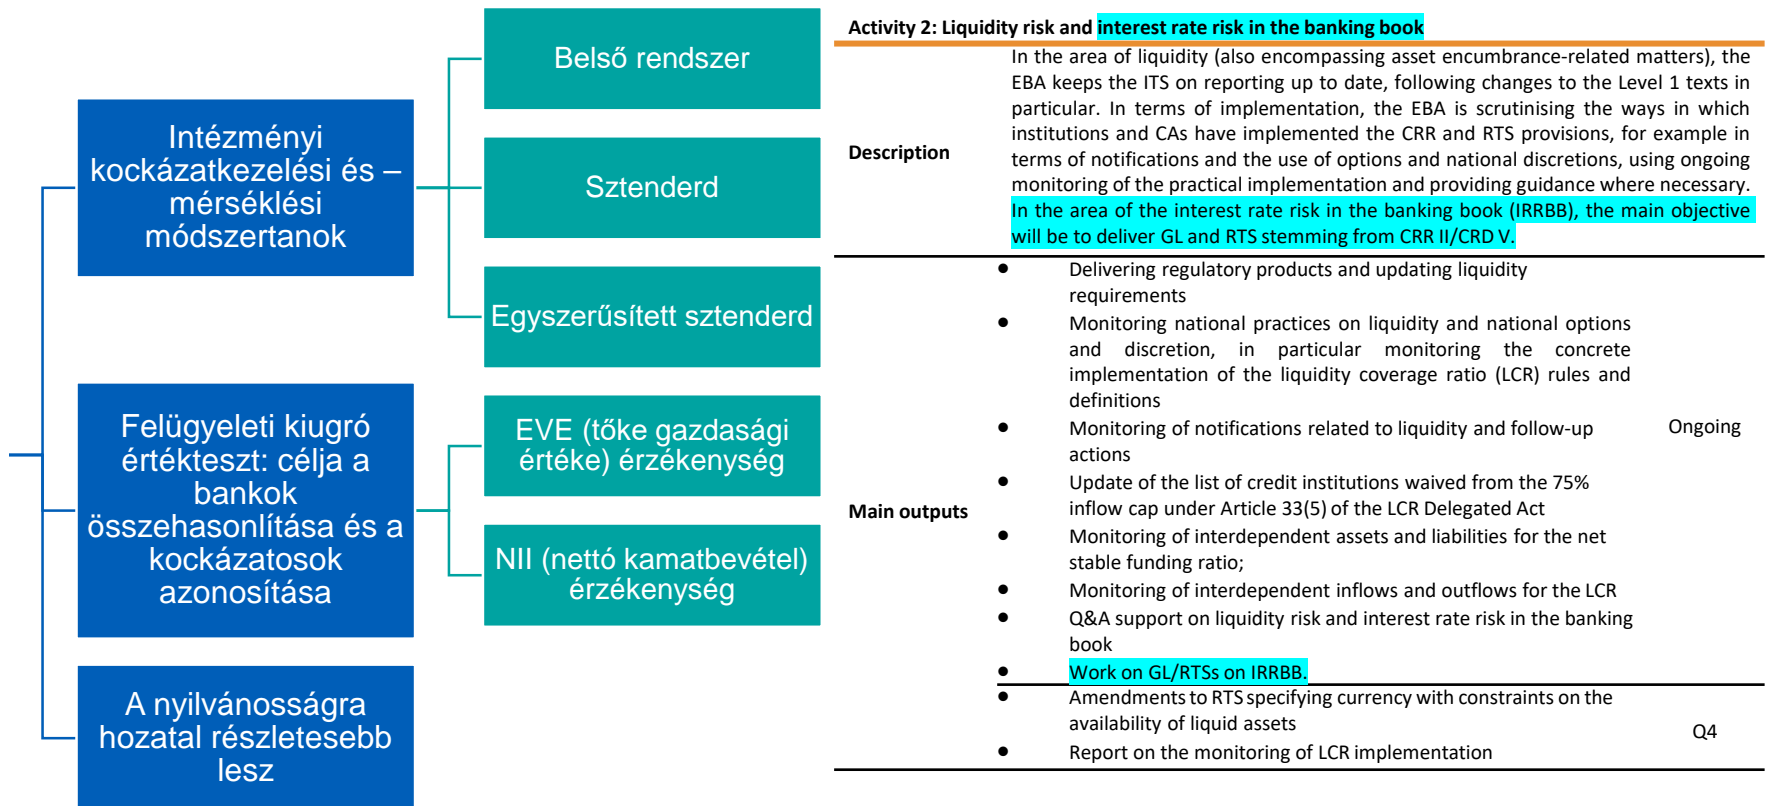 Intézményi
kockázatkezelési és –
mérséklési
módszertanok
Belső rendszer
Sztenderd
Egyszerűsített sztenderd
Felügyeleti kiugró
értékteszt: célja a
bankok
összehasonlítása és a
kockázatosok
azonosítása
EVE (tőke gazdasági
értéke) érzékenység
NII (nettó kamatbevétel)
érzékenység
A nyilvánosságra
hozatal részletesebb
lesz
Activity 2: Liquidity risk and interest rate risk in the banking book
Description
In the area of liquidity (also encompassing asset encumbrance-related matters), the
EBA keeps the ITS on reporting up to date, following changes to the Level 1 texts in
particular. In terms of implementation, the EBA is scrutinising the ways in which
institutions and CAs have implemented the CRR and RTS provisions, for example in
terms of notifications and the use of options and national discretions, using ongoing
monitoring of the practical implementation and providing guidance where necessary.
In the area of the interest rate risk in the banking book (IRRBB), the main objective
will be to deliver GL and RTS stemming from CRR II/CRD V.
Main outputs
• Delivering regulatory products and updating liquidity
requirements
• Monitoring national practices on liquidity and national options
and discretion, in particular monitoring the concrete
implementation of the liquidity coverage ratio (LCR) rules and
definitions
• Monitoring of notifications related to liquidity and follow-up
actions
• Update of the list of credit institutions waived from the 75%
inflow cap under Article 33(5) of the LCR Delegated Act
• Monitoring of interdependent assets and liabilities for the net
stable funding ratio;
• Monitoring of interdependent inflows and outflows for the LCR
• Q&A support on liquidity risk and interest rate risk in the banking
book
• Work on GL/RTSs on IRRBB.
Ongoing
• Amendments to RTS specifying currency with constraints on the
availability of liquid assets
• Report on the monitoring of LCR implementation
Q4